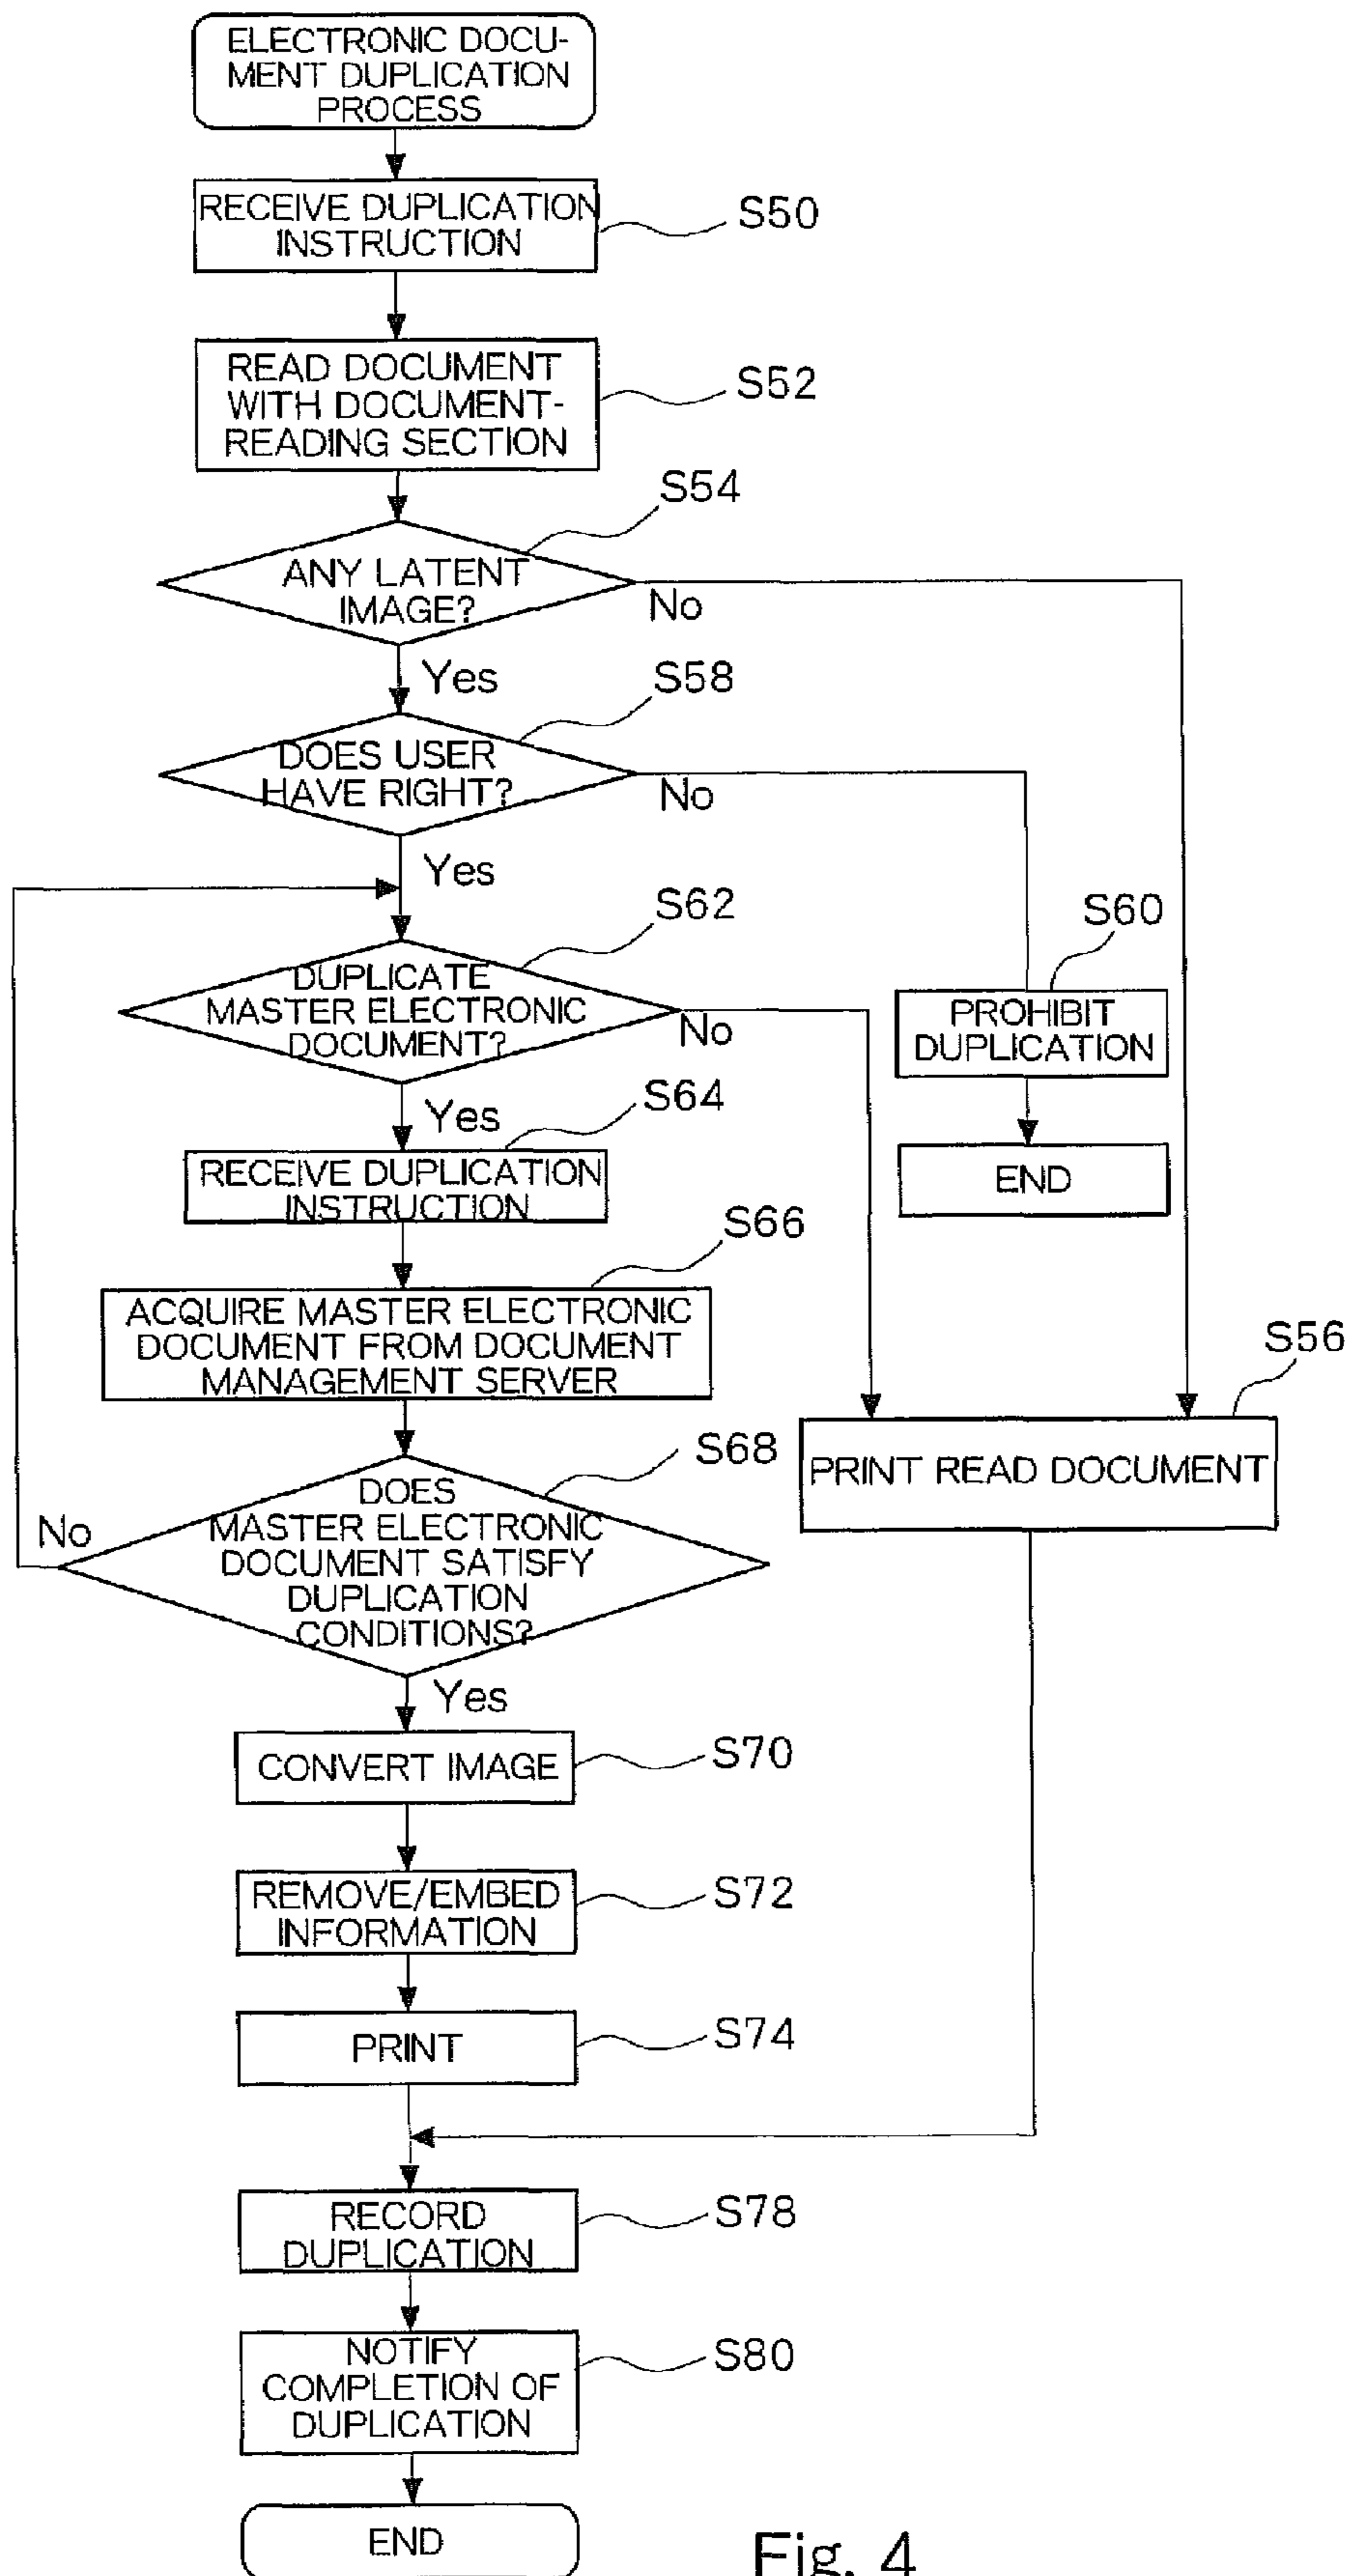 ELECTRONIC DOCU-
MENT DUPLICATION
PROCESS
RECEIVE DUPLICATION
INSTRUCTION
S50
READ DOCUMENT
WITH DOCUMENT-
READING SECTION
S52
S54
ANY LATENT
IMAGE?
No
Yes
S58
DOES USER
HAVE RIGHT?
No
Yes
S62
DUPLICATE
MASTER ELECTRONIC
DOCUMENT?
No
S60
PROHIBIT
DUPLICATION
END
Yes
S64
RECEIVE DUPLICATION
INSTRUCTION
S66
ACQUIRE MASTER ELECTRONIC
DOCUMENT FROM DOCUMENT
MANAGEMENT SERVER
S56
PRINT READ DOCUMENT
S68
DOES
MASTER ELECTRONIC
DOCUMENT SATISFY
DUPLICATION
CONDITIONS?
No
Yes
CONVERT IMAGE
S70
REMOVE/EMBED
INFORMATION
S72
PRINT
S74
RECORD
DUPLICATION
S78
NOTIFY
COMPLETION OF
DUPLICATION
S80
END
Fig. 4